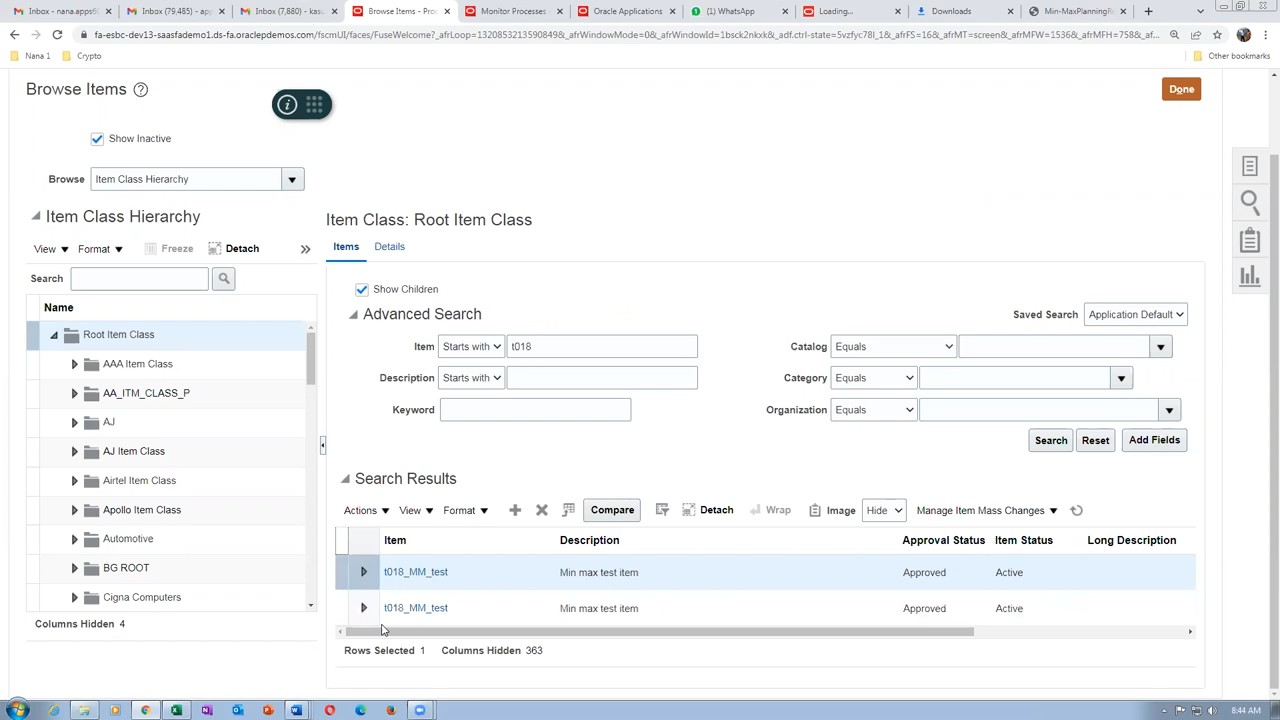 Inbox (63) - kasinan
Inbox (79,485) - aps
Inbox (7,880) - kas
Browse Items - Proc
Monitor Processes
Oracle Applications
(1) WhatsApp
Loading...
Downloads
Min-MaxPlanningRe
Nana 1
Crypto
Other bookmarks
Browse Items
Done
Show Inactive
Browse Item Class Hierarchy
Item Class Hierarchy
View Format Freeze Detach
Search
Name
Root Item Class
AAA Item Class
AA_ITM_CLASS_P
AJ
AJ Item Class
Airtel Item Class
Apollo Item Class
Automotive
BG ROOT
Cigna Computers
Columns Hidden 4
Item Class: Root Item Class
Items Details
Show Children
Advanced Search
Saved Search Application Default
Item Starts with t018
Catalog Equals
Description Starts with
Category Equals
Keyword
Organization Equals
Search Reset Add Fields
Search Results
Actions View Format Compare Detach Wrap Image Hide Manage Item Mass Changes
Item Description Approval Status Item Status Long Description
t018_MM_test Min max test item Approved Active
t018_MM_test Min max test item Approved Active
Rows Selected 1 Columns Hidden 363
8:44 AM